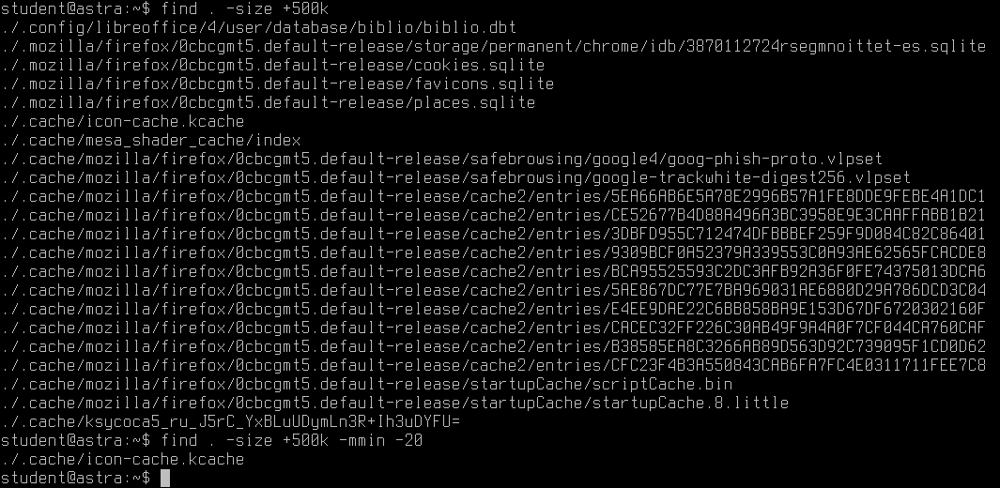 student@astra:~$ find . -size +500k
./.config/libreoffice/4/user/database/biblio/biblio.dbt
./.mozilla/firefox/0cbcgmt5.default-release/storage/permanent/chrome/idb/3870112724rsegmnoittet-es.sqlite
./.mozilla/firefox/0cbcgmt5.default-release/cookies.sqlite
./.mozilla/firefox/0cbcgmt5.default-release/favicons.sqlite
./.mozilla/firefox/0cbcgmt5.default-release/places.sqlite
./.cache/icon-cache.kcache
./.cache/mesa_shader_cache/index
./.cache/mozilla/firefox/0cbcgmt5.default-release/safebrowsing/google4/goog-phish-proto.vlpset
./.cache/mozilla/firefox/0cbcgmt5.default-release/safebrowsing/google-trackwhite-digest256.vlpset
./.cache/mozilla/firefox/0cbcgmt5.default-release/cache2/entries/5EA66AB6E5A78E2996B57A1FE8DDE9FEBE4A1DC1
./.cache/mozilla/firefox/0cbcgmt5.default-release/cache2/entries/CE52677B4D88A496A3BC3958E9E3CAAFFABB1B21
./.cache/mozilla/firefox/0cbcgmt5.default-release/cache2/entries/3DBFD955C712474DFBBBEF259F9D084C82C86401
./.cache/mozilla/firefox/0cbcgmt5.default-release/cache2/entries/9309BCF0A52379A339553C0A93AE62565FCACDE8
./.cache/mozilla/firefox/0cbcgmt5.default-release/cache2/entries/BCA95525593C2DC3AFB92A36F0FE74375013DCA6
./.cache/mozilla/firefox/0cbcgmt5.default-release/cache2/entries/5AE867DC77E7BA969031AE6880D29A786DCD3C04
./.cache/mozilla/firefox/0cbcgmt5.default-release/cache2/entries/E4EE9DAE22C6BB858BA9E153D67DF6720302160F
./.cache/mozilla/firefox/0cbcgmt5.default-release/cache2/entries/CACEC32FF226C30AB49F9A4A0F7CF044CA760CAF
./.cache/mozilla/firefox/0cbcgmt5.default-release/cache2/entries/B38585EA8C3266AB89D563D92C739095F1CD0D62
./.cache/mozilla/firefox/0cbcgmt5.default-release/cache2/entries/CFC23F4B3A550843CAB6FA7FC4E0311711FEE7C8
./.cache/mozilla/firefox/0cbcgmt5.default-release/startupCache/scriptCache.bin
./.cache/mozilla/firefox/0cbcgmt5.default-release/startupCache/startupCache.8.little
./.cache/ksycoca5_ru_J5rC_YxBLuUDymLn3R+Ih3uDYFU=
student@astra:~$ find . -size +500k -mmin -20
./.cache/icon-cache.kcache
student@astra:~$